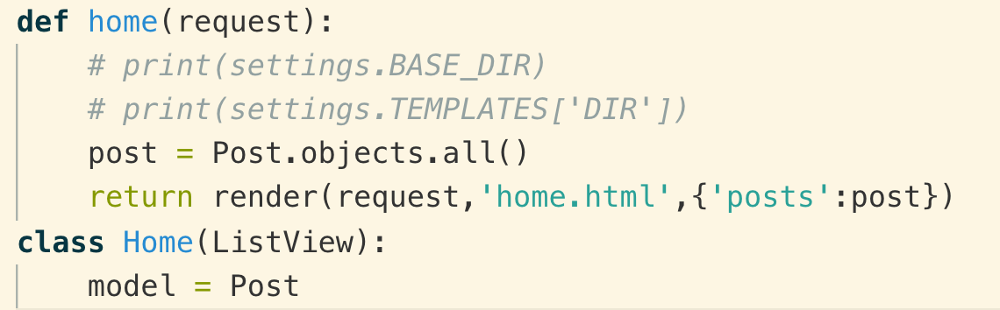 def home(request):
    # print(settings.BASE_DIR)
    # print(settings.TEMPLATES['DIR'])
    post = Post.objects.all()
    return render(request,'home.html',{'posts':post})
class Home(ListView):
    model = Post